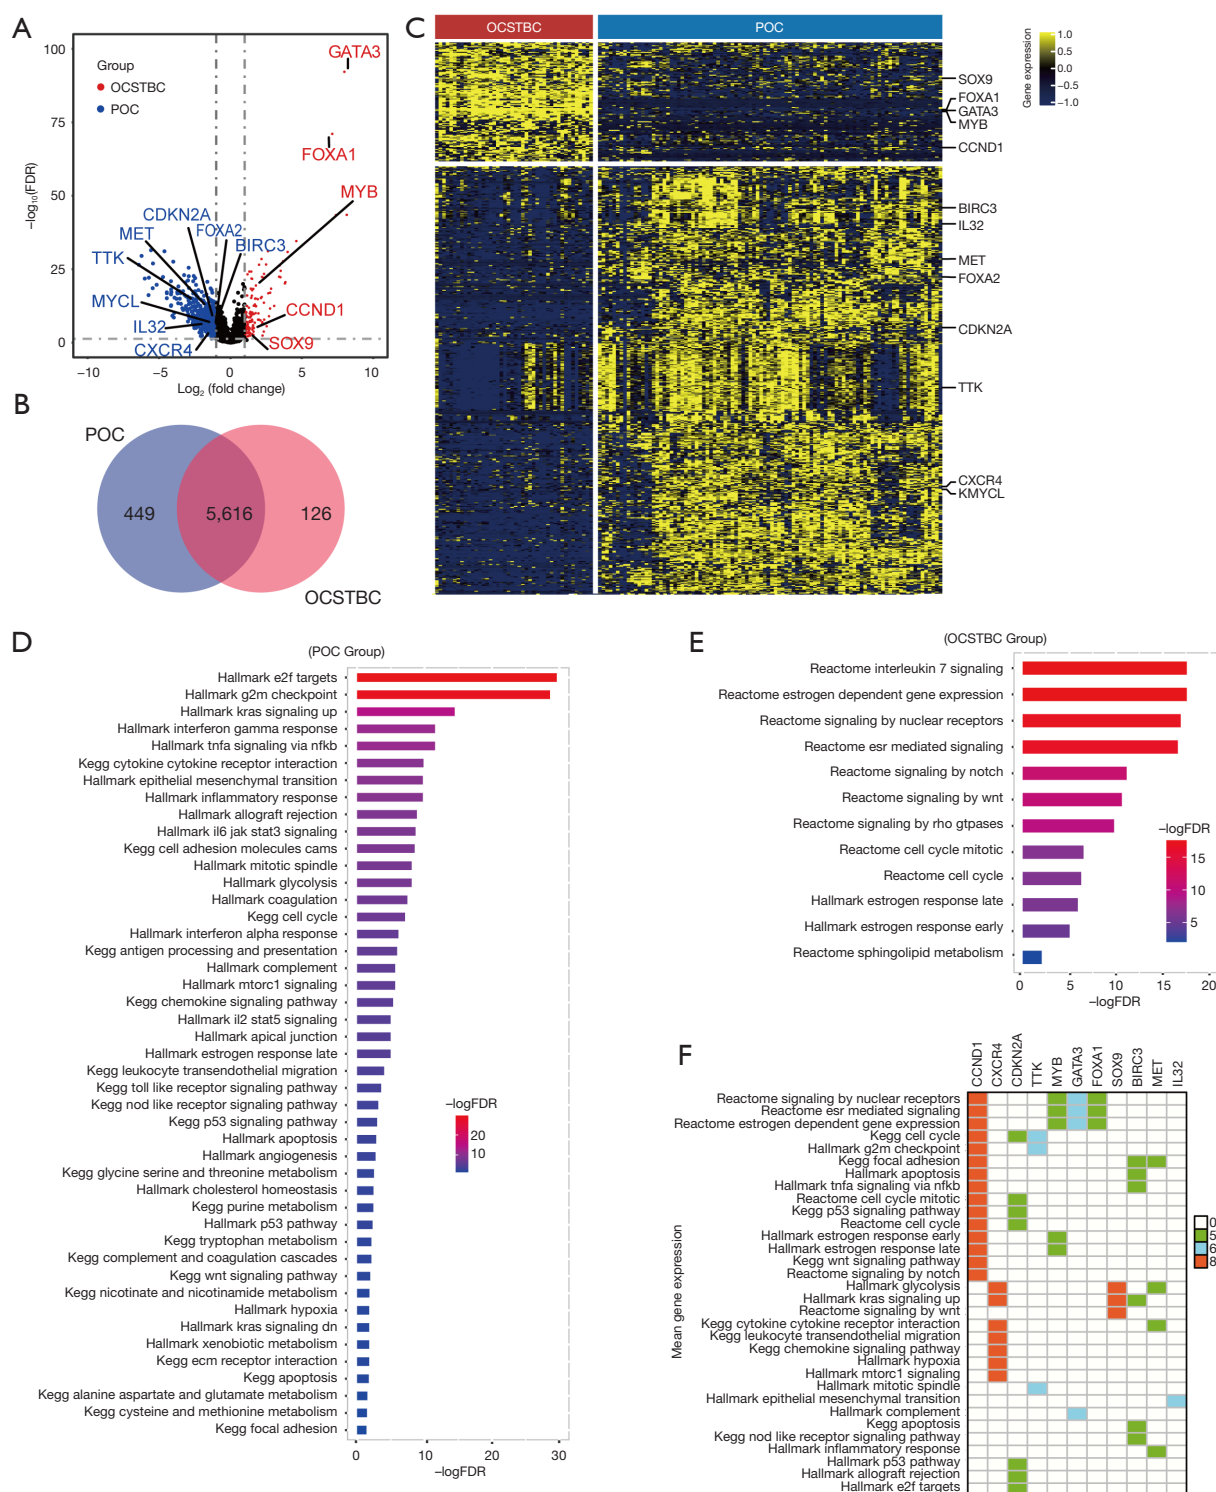 A
100
75
50
25
0
−log10(FDR)
Group
OCSTBC
POC
GATA3
FOXA1
MYB
CDKN2A
FOXA2
MET
BIRC3
TTK
MYCL
CCND1
IL32
CXCR4
SOX9
−10
−5
0
5
10
Log2 (fold change)
B
POC
449
5,616
126
OCSTBC
C
OCSTBC
POC
SOX9
FOXA1
GATA3
MYB
CCND1
BIRC3
IL32
MET
FOXA2
CDKN2A
TTK
CXCR4
KMYCL
Gene expression
1.0
0.5
0.0
−0.5
−1.0
D
(POC Group)
Hallmark e2f targets
Hallmark g2m checkpoint
Hallmark kras signaling up
Hallmark interferon gamma response
Hallmark tnfa signaling via nfkb
Kegg cytokine cytokine receptor interaction
Hallmark epithelial mesenchymal transition
Hallmark inflammatory response
Hallmark allograft rejection
Hallmark il6 jak stat3 signaling
Kegg cell adhesion molecules cams
Hallmark mitotic spindle
Hallmark glycolysis
Hallmark coagulation
Kegg cell cycle
Hallmark interferon alpha response
Kegg antigen processing and presentation
Hallmark complement
Hallmark mtorc1 signaling
Kegg chemokine signaling pathway
Hallmark il2 stat5 signaling
Hallmark apical junction
Hallmark estrogen response late
Kegg leukocyte transendothelial migration
Kegg toll like receptor signaling pathway
Kegg nod like receptor signaling pathway
Kegg p53 signaling pathway
Hallmark apoptosis
Hallmark angiogenesis
Kegg glycine serine and threonine metabolism
Hallmark cholesterol homeostasis
Kegg purine metabolism
Hallmark p53 pathway
Kegg tryptophan metabolism
Kegg complement and coagulation cascades
Kegg wnt signaling pathway
Kegg nicotinate and nicotinamide metabolism
Hallmark hypoxia
Hallmark kras signaling dn
Hallmark xenobiotic metabolism
Kegg ecm receptor interaction
Kegg apoptosis
Kegg alanine aspartate and glutamate metabolism
Kegg cysteine and methionine metabolism
Kegg focal adhesion
−logFDR
20
10
0
10
20
30
−logFDR
E
(OCSTBC Group)
Reactome interleukin 7 signaling
Reactome estrogen dependent gene expression
Reactome signaling by nuclear receptors
Reactome esr mediated signaling
Reactome signaling by notch
Reactome signaling by wnt
Reactome signaling by rho gtpases
Reactome cell cycle mitotic
Reactome cell cycle
Hallmark estrogen response late
Hallmark estrogen response early
Reactome sphingolipid metabolism
−logFDR
15
10
5
0
5
10
15
20
−logFDR
F
CCND1
CXCR4
CDKN2A
TTK
MYB
GATA3
FOXA1
SOX9
BIRC3
MET
IL32
Mean gene expression
Reactome signaling by nuclear receptors
Reactome esr mediated signaling
Reactome estrogen dependent gene expression
Kegg cell cycle
Hallmark g2m checkpoint
Kegg focal adhesion
Hallmark apoptosis
Hallmark tnfa signaling via nfkb
Reactome cell cycle mitotic
Kegg p53 signaling pathway
Reactome cell cycle
Hallmark estrogen response early
Hallmark estrogen response late
Kegg wnt signaling pathway
Reactome signaling by notch
Hallmark glycolysis
Hallmark kras signaling up
Reactome signaling by wnt
Kegg cytokine cytokine receptor interaction
Kegg leukocyte transendothelial migration
Kegg chemokine signaling pathway
Hallmark hypoxia
Hallmark mtorc1 signaling
Hallmark mitotic spindle
Hallmark epithelial mesenchymal transition
Hallmark complement
Kegg apoptosis
Kegg nod like receptor signaling pathway
Hallmark inflammatory response
Hallmark p53 pathway
Hallmark allograft rejection
Hallmark e2f targets
0
5
6
8